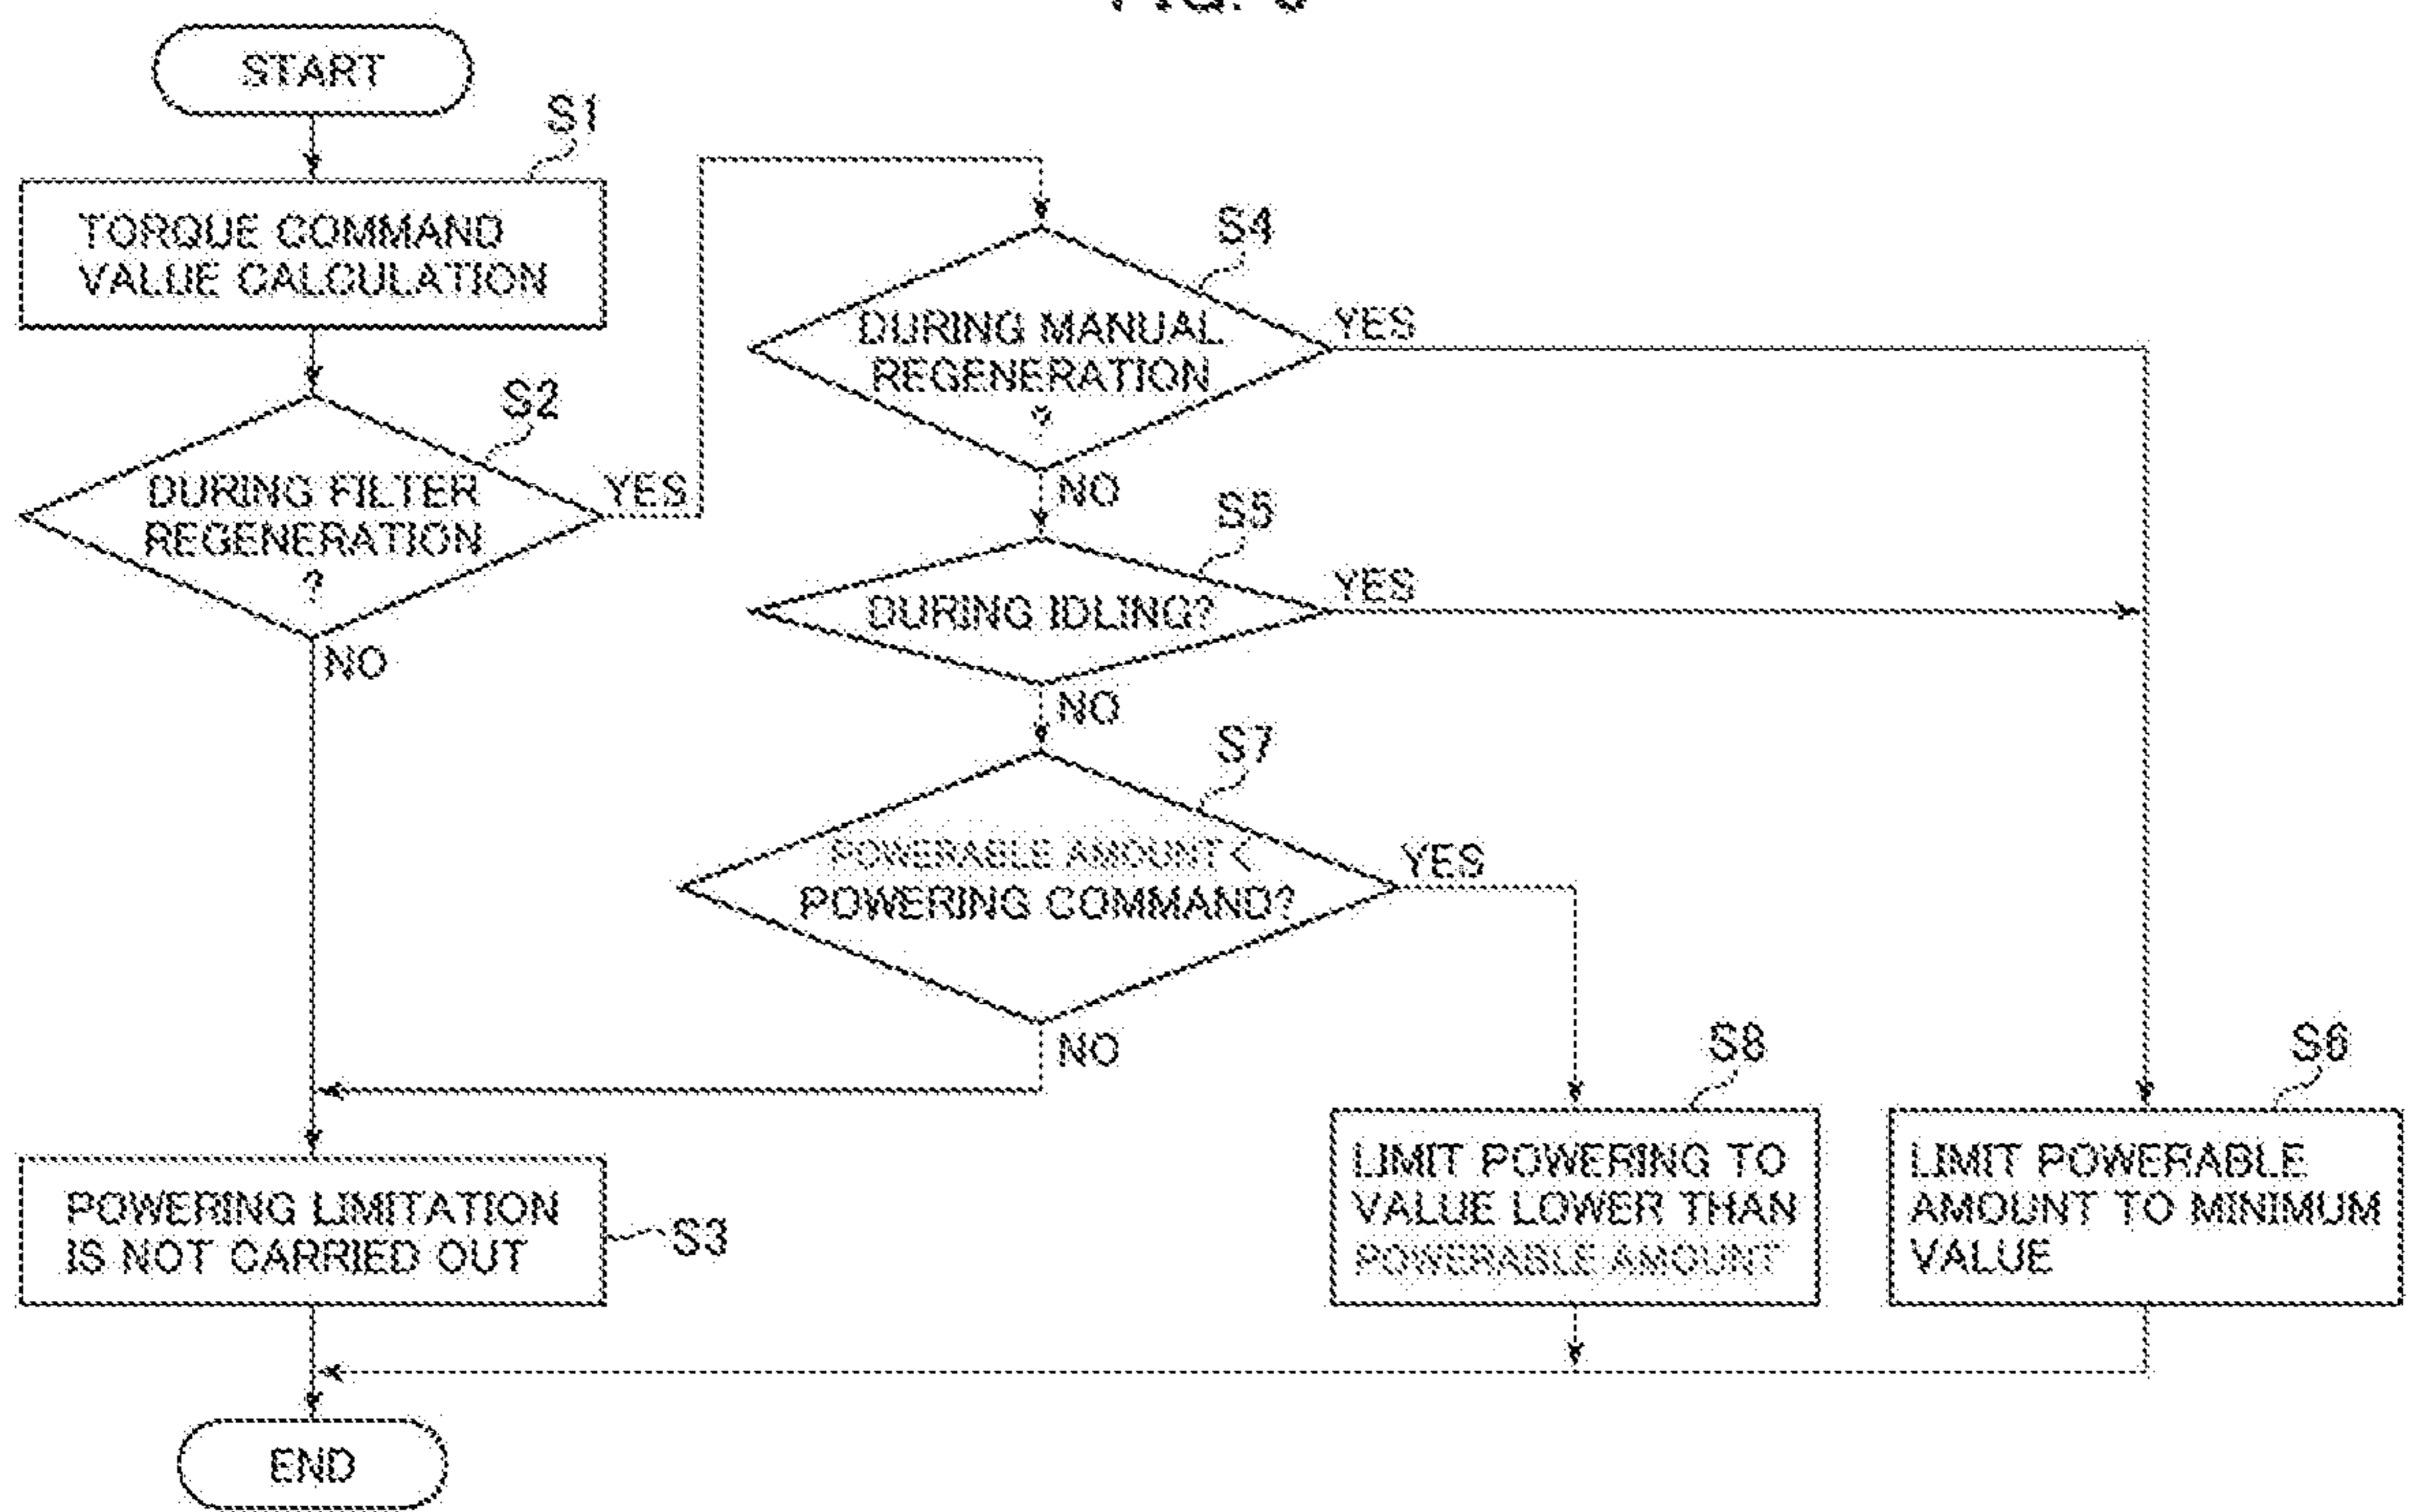 START
S1
TORQUE COMMAND
VALUE CALCULATION
S2
DURING FILTER
REGENERATION
?
YES
NO
S4
DURING MANUAL
REGENERATION
?
YES
NO
S5
DURING IDLING?
YES
NO
S7
POWERABLE AMOUNT <
POWERING COMMAND?
YES
NO
S8
LIMIT POWERING TO
VALUE LOWER THAN
POWERABLE AMOUNT
S6
LIMIT POWERABLE
AMOUNT TO MINIMUM
VALUE
POWERING LIMITATION
IS NOT CARRIED OUT
S3
END